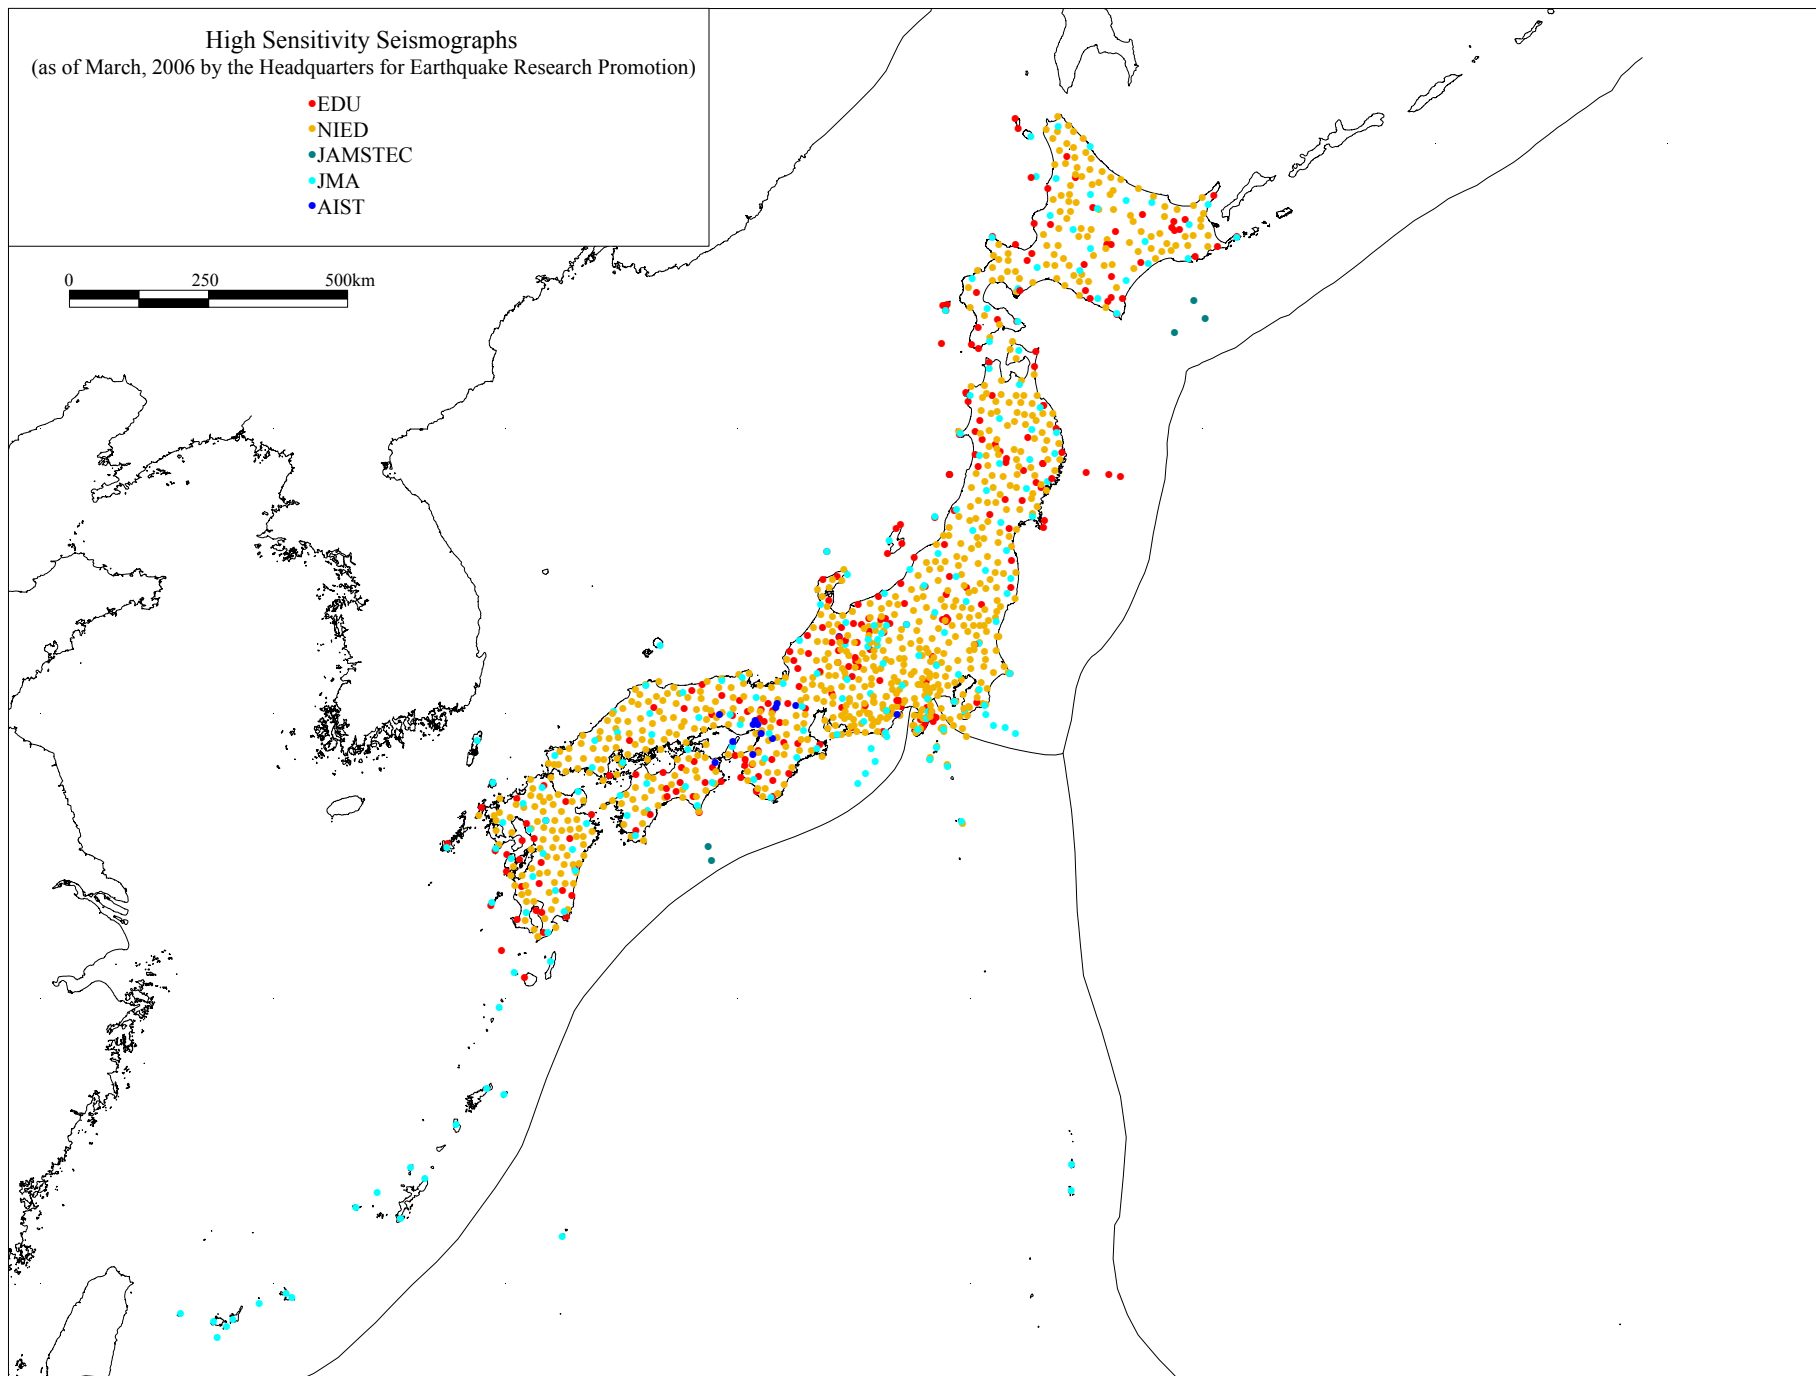 High Sensitivity Seismographs
(as of March, 2006 by the Headquarters for Earthquake Research Promotion)
EDU
NIED
JAMSTEC
JMA
AIST
0 250 500km